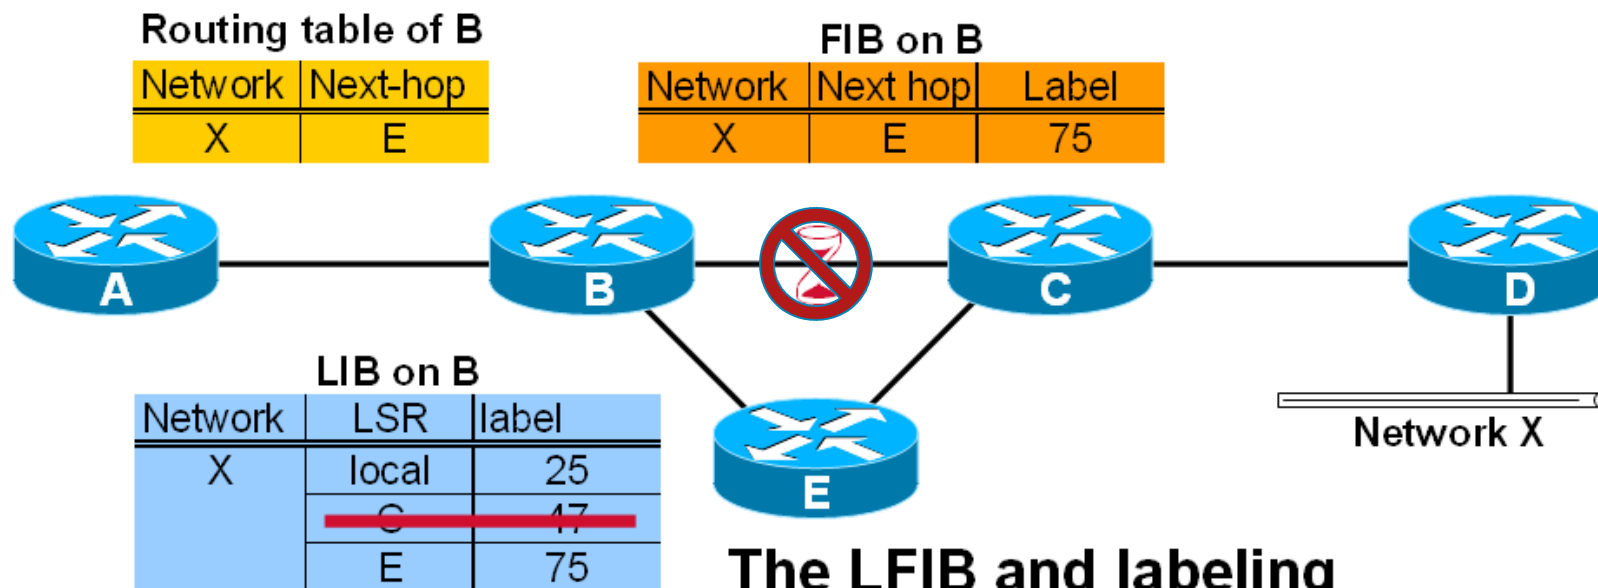 Routing table of B
Network Next-hop
X E
FIB on B
Network Next hop Label
X E 75
A
B
C
D
LIB on B
Network LSR label
X local 25
C 47
E 75
E
Network X
The LFIB and labeling